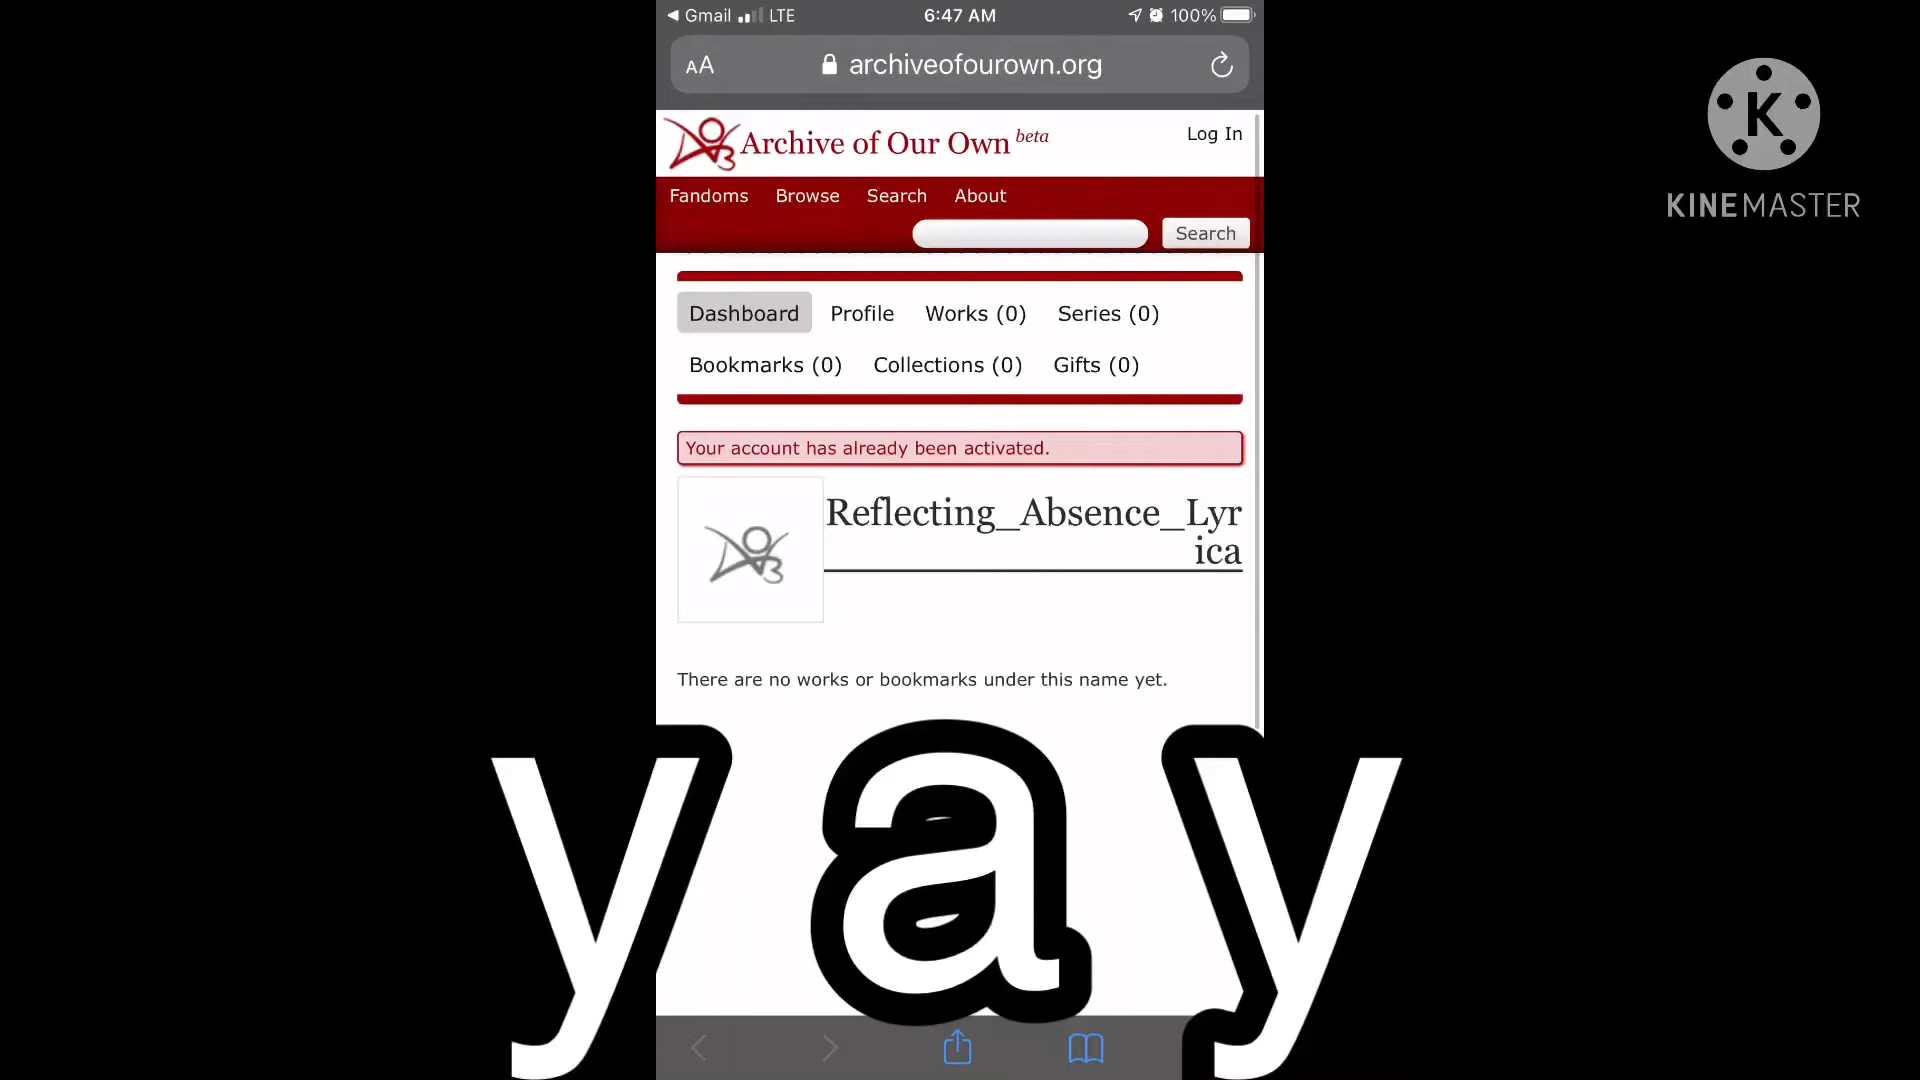 Gmail LTE 6:47 AM 100%
AA archiveofourown.org
Archive of Our Own beta Log In
Fandoms Browse Search About
Search
Dashboard Profile Works (0) Series (0)
Bookmarks (0) Collections (0) Gifts (0)
Your account has already been activated.
Reflecting_Absence_Lyr
ica
There are no works or bookmarks under this name yet.
yay
K
KINEMASTER